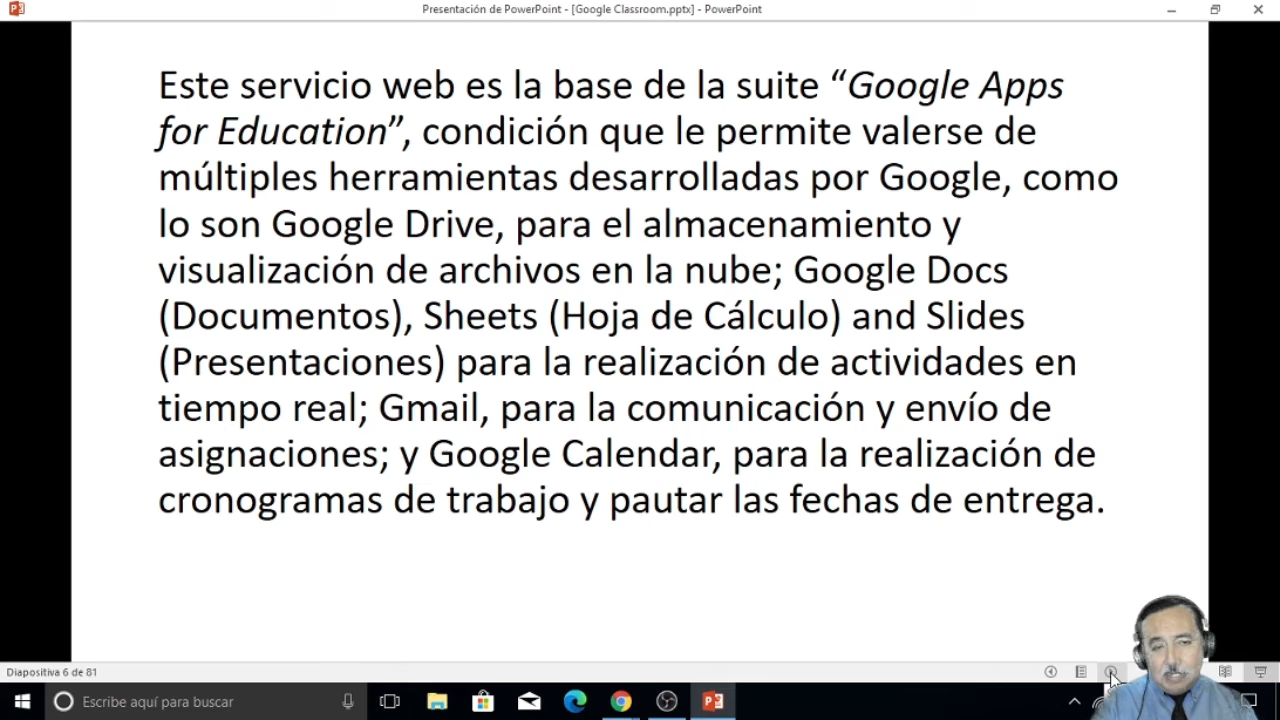 Presentación de PowerPoint - [Google Classroom.pptx] - PowerPoint
Este servicio web es la base de la suite “Google Apps
for Education”, condición que le permite valerse de
múltiples herramientas desarrolladas por Google, como
lo son Google Drive, para el almacenamiento y
visualización de archivos en la nube; Google Docs
(Documentos), Sheets (Hoja de Cálculo) and Slides
(Presentaciones) para la realización de actividades en
tiempo real; Gmail, para la comunicación y envío de
asignaciones; y Google Calendar, para la realización de
cronogramas de trabajo y pautar las fechas de entrega.
Diapositiva 6 de 81
Escribe aquí para buscar